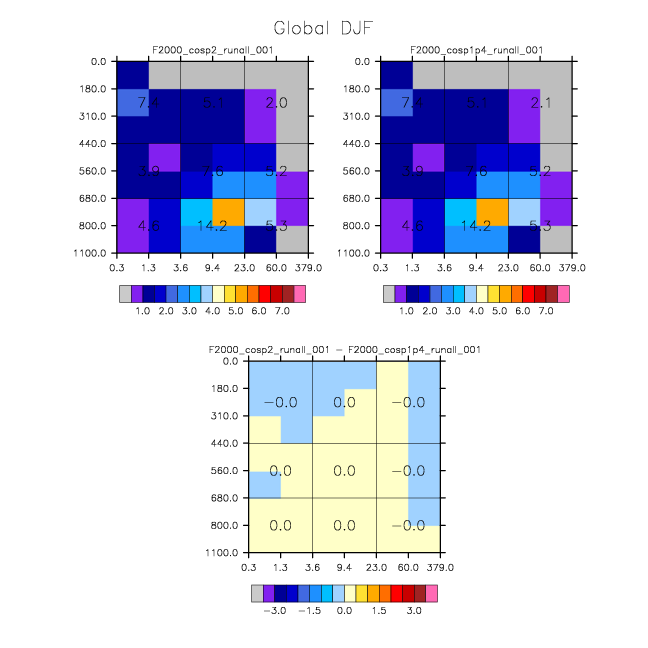 Global DJF
F2000_cosp2_runall_001
F2000_cosp1p4_runall_001
0.0
180.0
310.0
440.0
560.0
680.0
800.0
1100.0
7.4 5.1 2.0
3.9 7.6 5.2
4.6 14.2 5.3
0.3 1.3 3.6 9.4 23.0 60.0 379.0
1.0 2.0 3.0 4.0 5.0 6.0 7.0
0.0
180.0
310.0
440.0
560.0
680.0
800.0
1100.0
7.4 5.1 2.1
3.9 7.6 5.2
4.6 14.2 5.3
0.3 1.3 3.6 9.4 23.0 60.0 379.0
1.0 2.0 3.0 4.0 5.0 6.0 7.0
F2000_cosp2_runall_001 − F2000_cosp1p4_runall_001
0.0
180.0
310.0
440.0
560.0
680.0
800.0
1100.0
−0.0 0.0 −0.0
0.0 0.0 −0.0
0.0 0.0 −0.0
0.3 1.3 3.6 9.4 23.0 60.0 379.0
−3.0 −1.5 0.0 1.5 3.0